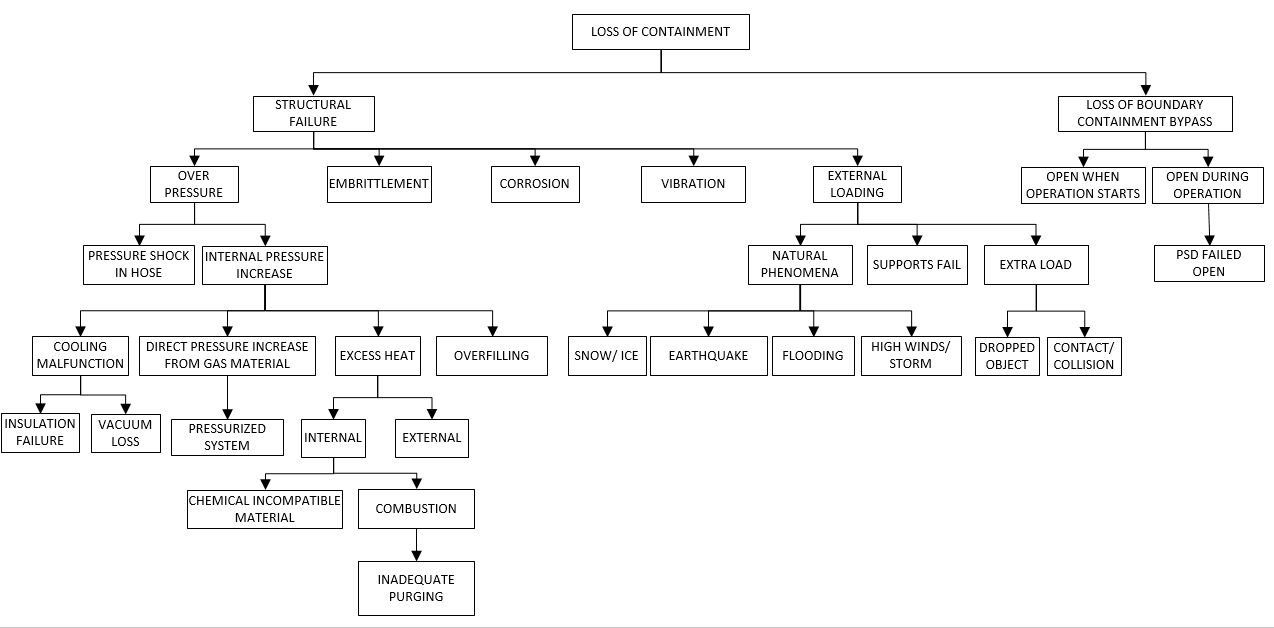 LOSS OF CONTAINMENT
STRUCTURAL
FAILURE
LOSS OF BOUNDARY
CONTAINMENT BYPASS
OVER
PRESSURE
EMBRITTLEMENT
CORROSION
VIBRATION
EXTERNAL
LOADING
OPEN WHEN
OPERATION STARTS
OPEN DURING
OPERATION
PRESSURE SHOCK
IN HOSE
INTERNAL PRESSURE
INCREASE
NATURAL
PHENOMENA
SUPPORTS FAIL
EXTRA LOAD
PSD FAILED
OPEN
COOLING
MALFUNCTION
DIRECT PRESSURE INCREASE
FROM GAS MATERIAL
EXCESS HEAT
OVERFILLING
SNOW/ ICE
EARTHQUAKE
FLOODING
HIGH WINDS/
STORM
DROPPED
OBJECT
CONTACT/
COLLISION
INSULATION
FAILURE
VACUUM
LOSS
PRESSURIZED
SYSTEM
INTERNAL
EXTERNAL
CHEMICAL INCOMPATIBLE
MATERIAL
COMBUSTION
INADEQUATE
PURGING